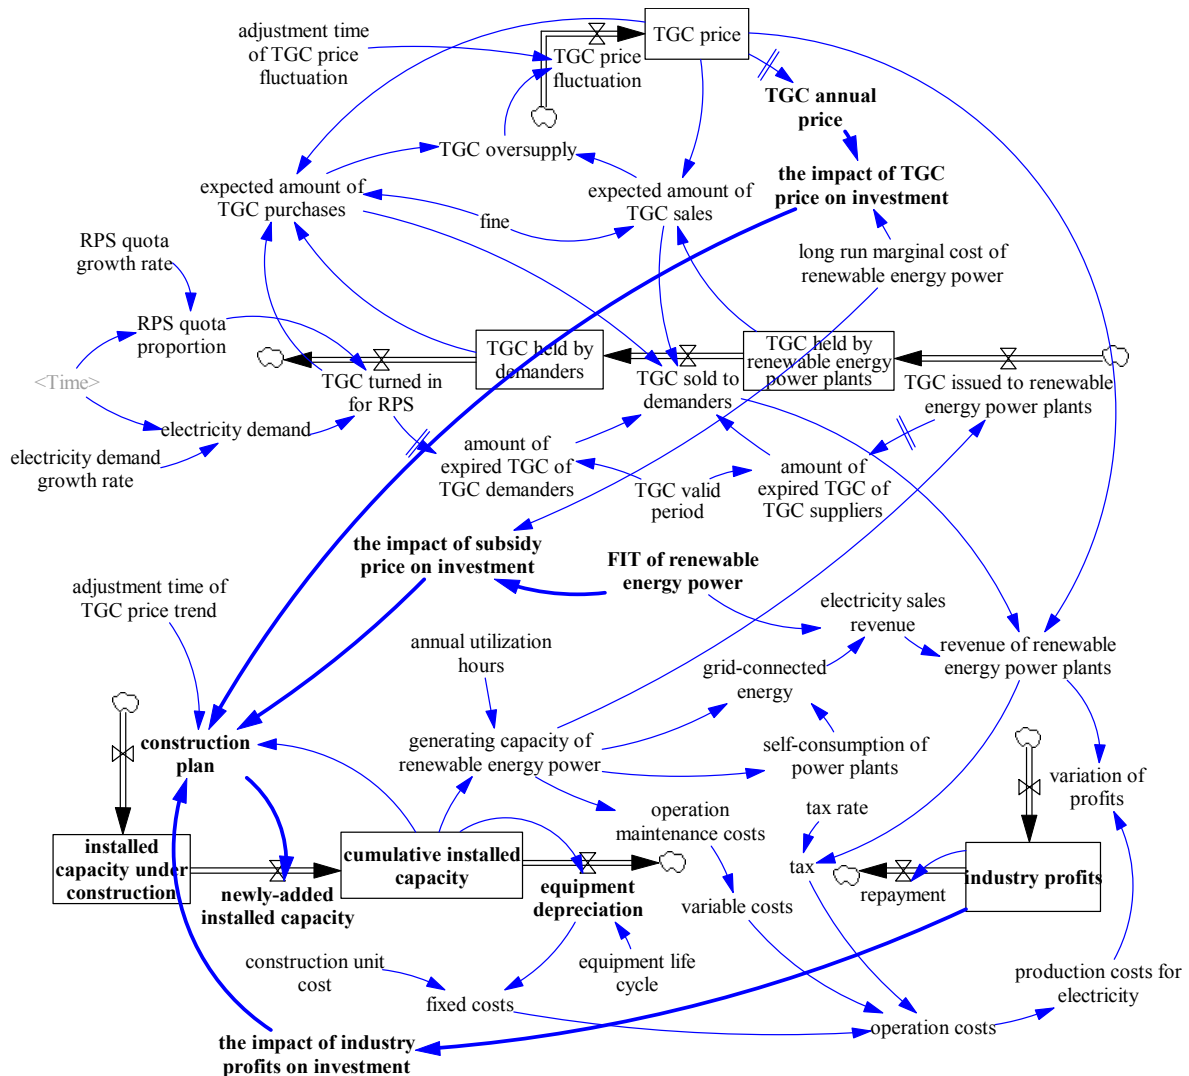 adjustment time
of TGC price
fluctuation
TGC price
TGC price
fluctuation
TGC annual
price
TGC oversupply
the impact of TGC
price on investment
expected amount of
TGC purchases
fine
expected amount of
TGC sales
long run marginal cost of
renewable energy power
RPS quota
growth rate
RPS quota
proportion
<Time>
TGC held by
demanders
TGC held by
renewable energy
power plants
TGC turned in
for RPS
TGC sold to
demanders
TGC issued to renewable
energy power plants
electricity demand
electricity demand
growth rate
amount of
expired TGC of
TGC demanders
TGC valid
period
amount of
expired TGC of
TGC suppliers
the impact of subsidy
price on investment
FIT of renewable
energy power
adjustment time of
TGC price trend
annual utilization
hours
electricity sales
revenue
grid-connected
energy
revenue of renewable
energy power plants
construction
plan
generating capacity of
renewable energy power
self-consumption of
power plants
variation of
profits
operation
maintenance costs
tax rate
tax
installed
capacity under
construction
newly-added
installed capacity
cumulative installed
capacity
equipment
depreciation
variable costs
repayment
industry profits
construction unit
cost
fixed costs
equipment life
cycle
production costs for
electricity
operation costs
the impact of industry
profits on investment